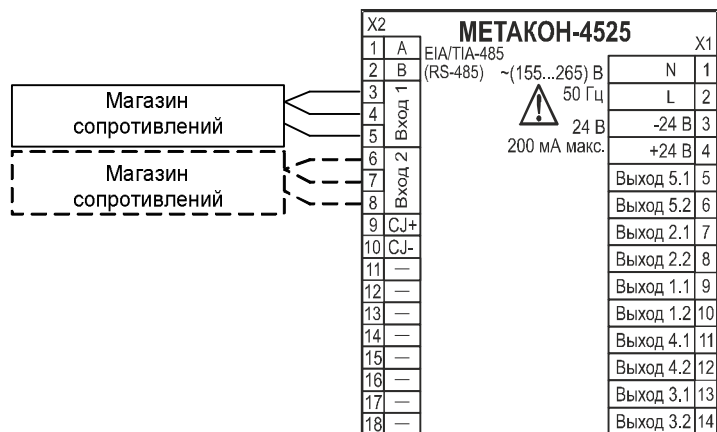 X2
МЕТАКОН-4525
X1
1 A
2 B
EIA/TIA-485
(RS-485)
~(155...265) В
50 Гц
24 В
200 мА макс.
Магазин
сопротивлений
3
4
5
Вход 1
Магазин
сопротивлений
6
7
8
Вход 2
9 CJ+
10 CJ-
11 —
12 —
13 —
14 —
15 —
16 —
17 —
18 —
N 1
L 2
-24 В 3
+24 В 4
Выход 5.1 5
Выход 5.2 6
Выход 2.1 7
Выход 2.2 8
Выход 1.1 9
Выход 1.2 10
Выход 4.1 11
Выход 4.2 12
Выход 3.1 13
Выход 3.2 14